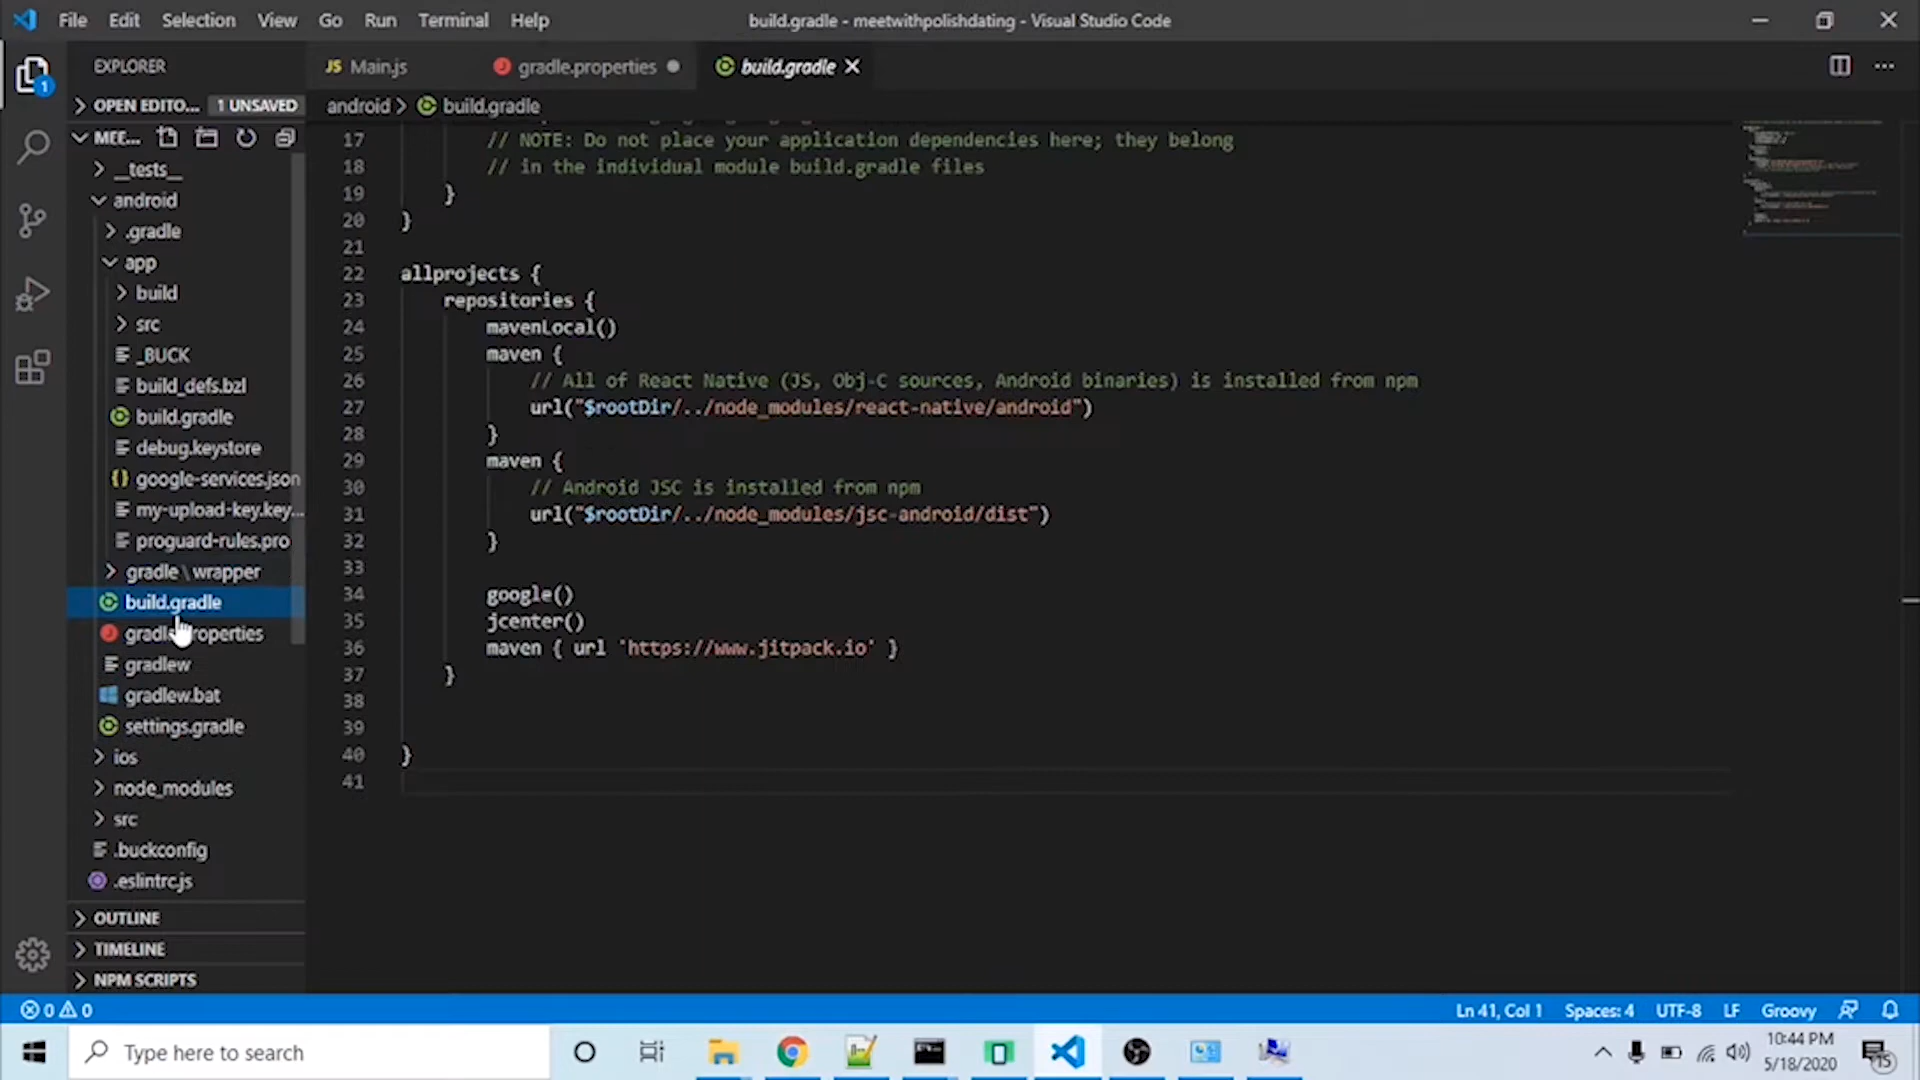 File Edit Selection View Go Run Terminal Help
build.gradle - meetwithpolishdating - Visual Studio Code
EXPLORER
1
OPEN EDITO... 1 UNSAVED
MEE...
__tests__
android
.gradle
app
build
src
_BUCK
build_defs.bzl
build.gradle
debug.keystore
{} google-services.json
my-upload-key.key...
proguard-rules.pro
gradle \ wrapper
build.gradle
properties
gradlew
gradlew.bat
settings.gradle
ios
node_modules
src
.buckconfig
.eslintrc.js
OUTLINE
TIMELINE
NPM SCRIPTS
JS Main.js
gradle.properties
build.gradle
android > build.gradle
17 // NOTE: Do not place your application dependencies here; they belong
18 // in the individual module build.gradle files
19 }
20 }
21
22 allprojects {
23 repositories {
24 mavenLocal()
25 maven {
26 // All of React Native (JS, Obj-C sources, Android binaries) is installed from npm
27 url("$rootDir/../node_modules/react-native/android")
28 }
29 maven {
30 // Android JSC is installed from npm
31 url("$rootDir/../node_modules/jsc-android/dist")
32 }
33
34 google()
35 jcenter()
36 maven { url 'https://www.jitpack.io' }
37 }
38
39
40 }
41
0 0
Ln 41, Col 1 Spaces: 4 UTF-8 LF Groovy
Type here to search
10:44 PM
5/18/2020
15